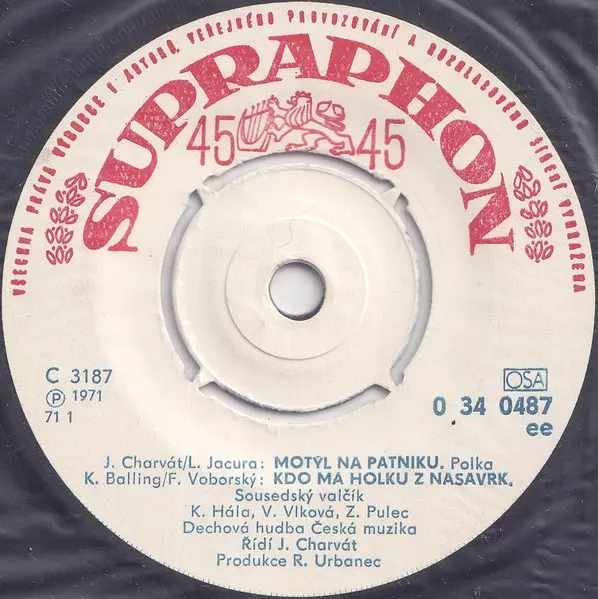 VŠECHNA PRÁVA VÝROBCE I AUTORŮ, VEŘEJNÉHO PROVOZOVÁNÍ A ROZHLASOVÉHO ŠÍŘENÍ VYHRAZENA
SUPRAPHON
45 45
C 3187
Ⓟ 1971
71 1
OSA
0 34 0487
ee
J. Charvát/L. Jacura: MOTÝL NA PATNIKU. Polka
K. Balling/F. Voborský: KDO MÁ HOLKU Z NASAVRK.
Sousedský valčík
K. Hála, V. Vlková, Z. Pulec
Dechová hudba Česká muzika
Řídí J. Charvát
Produkce R. Urbanec